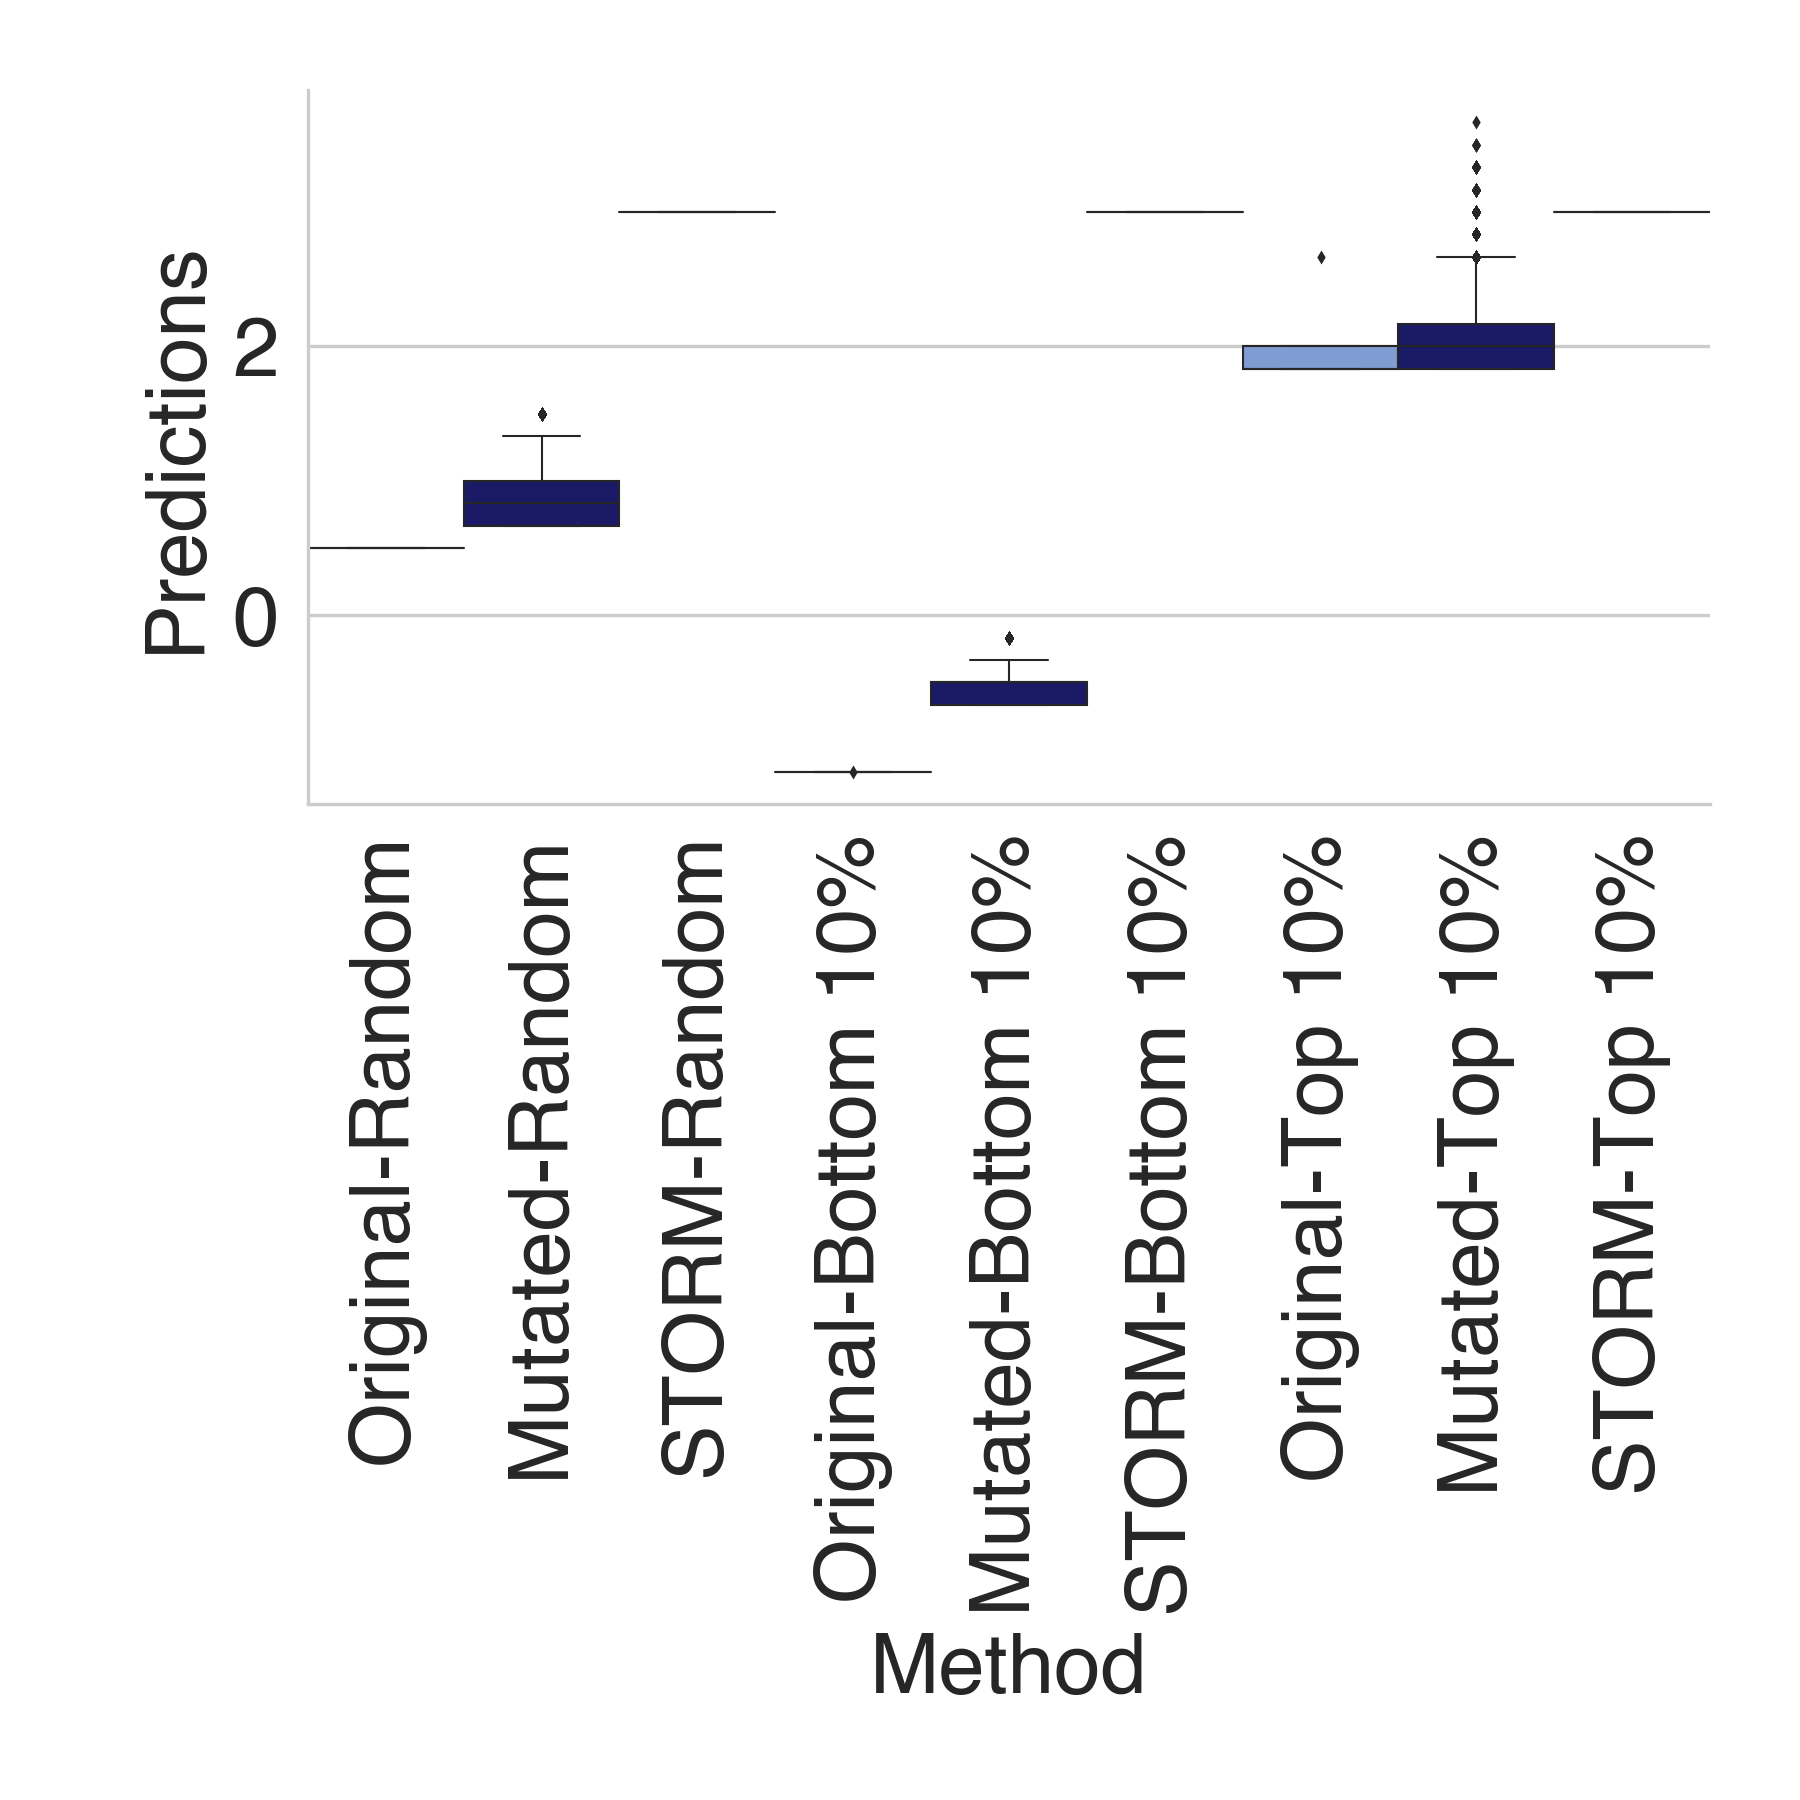 Predictions
2
0
Original-Random
Mutated-Random
STORM-Random
Original-Bottom 10%
Mutated-Bottom 10%
STORM-Bottom 10%
Original-Top 10%
Mutated-Top 10%
STORM-Top 10%
Method